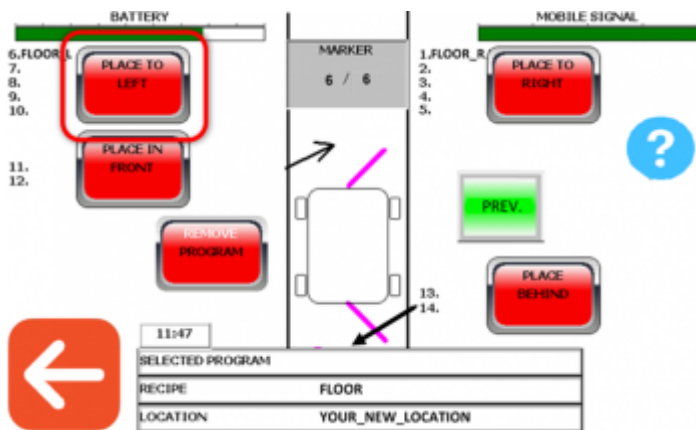 BATTERY
MOBILE SIGNAL
6.FLOOR_L
7.
8.
9.
10.
PLACE TO
LEFT
MARKER
6 / 6
1.FLOOR_R
2.
3.
4.
5.
PLACE TO
RIGHT
?
11.
12.
PLACE IN
FRONT
REMOVE
PROGRAM
PREV.
PLACE
BEHIND
13.
14.
11:47
SELECTED PROGRAM
RECIPE FLOOR
LOCATION YOUR_NEW_LOCATION